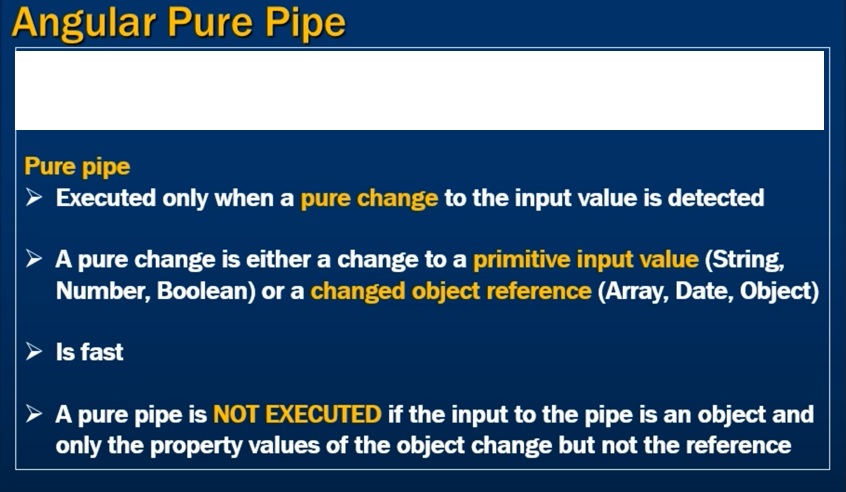 Angular Pure Pipe
Pure pipe
➢ Executed only when a pure change to the input value is detected
➢ A pure change is either a change to a primitive input value (String,
Number, Boolean) or a changed object reference (Array, Date, Object)
➢ Is fast
➢ A pure pipe is NOT EXECUTED if the input to the pipe is an object and
only the property values of the object change but not the reference